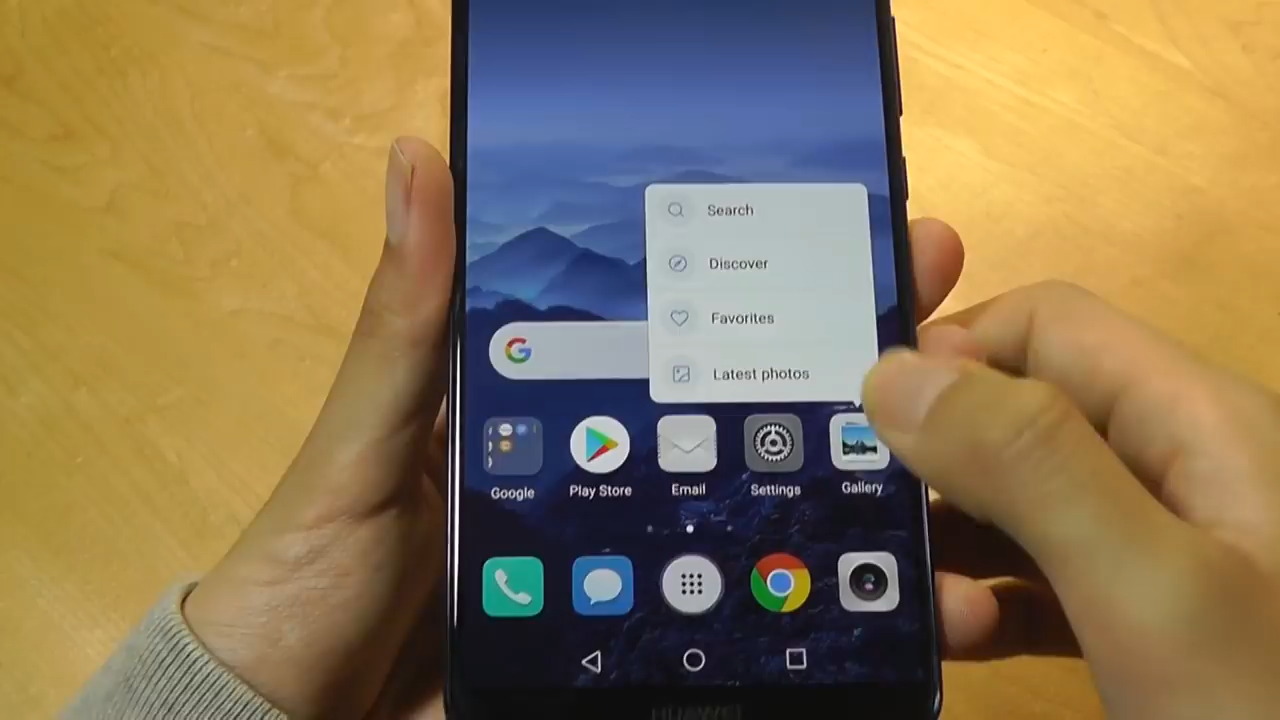 Search
Discover
Favorites
Latest photos
Google
Play Store
Email
Settings
Gallery
HUAWEI